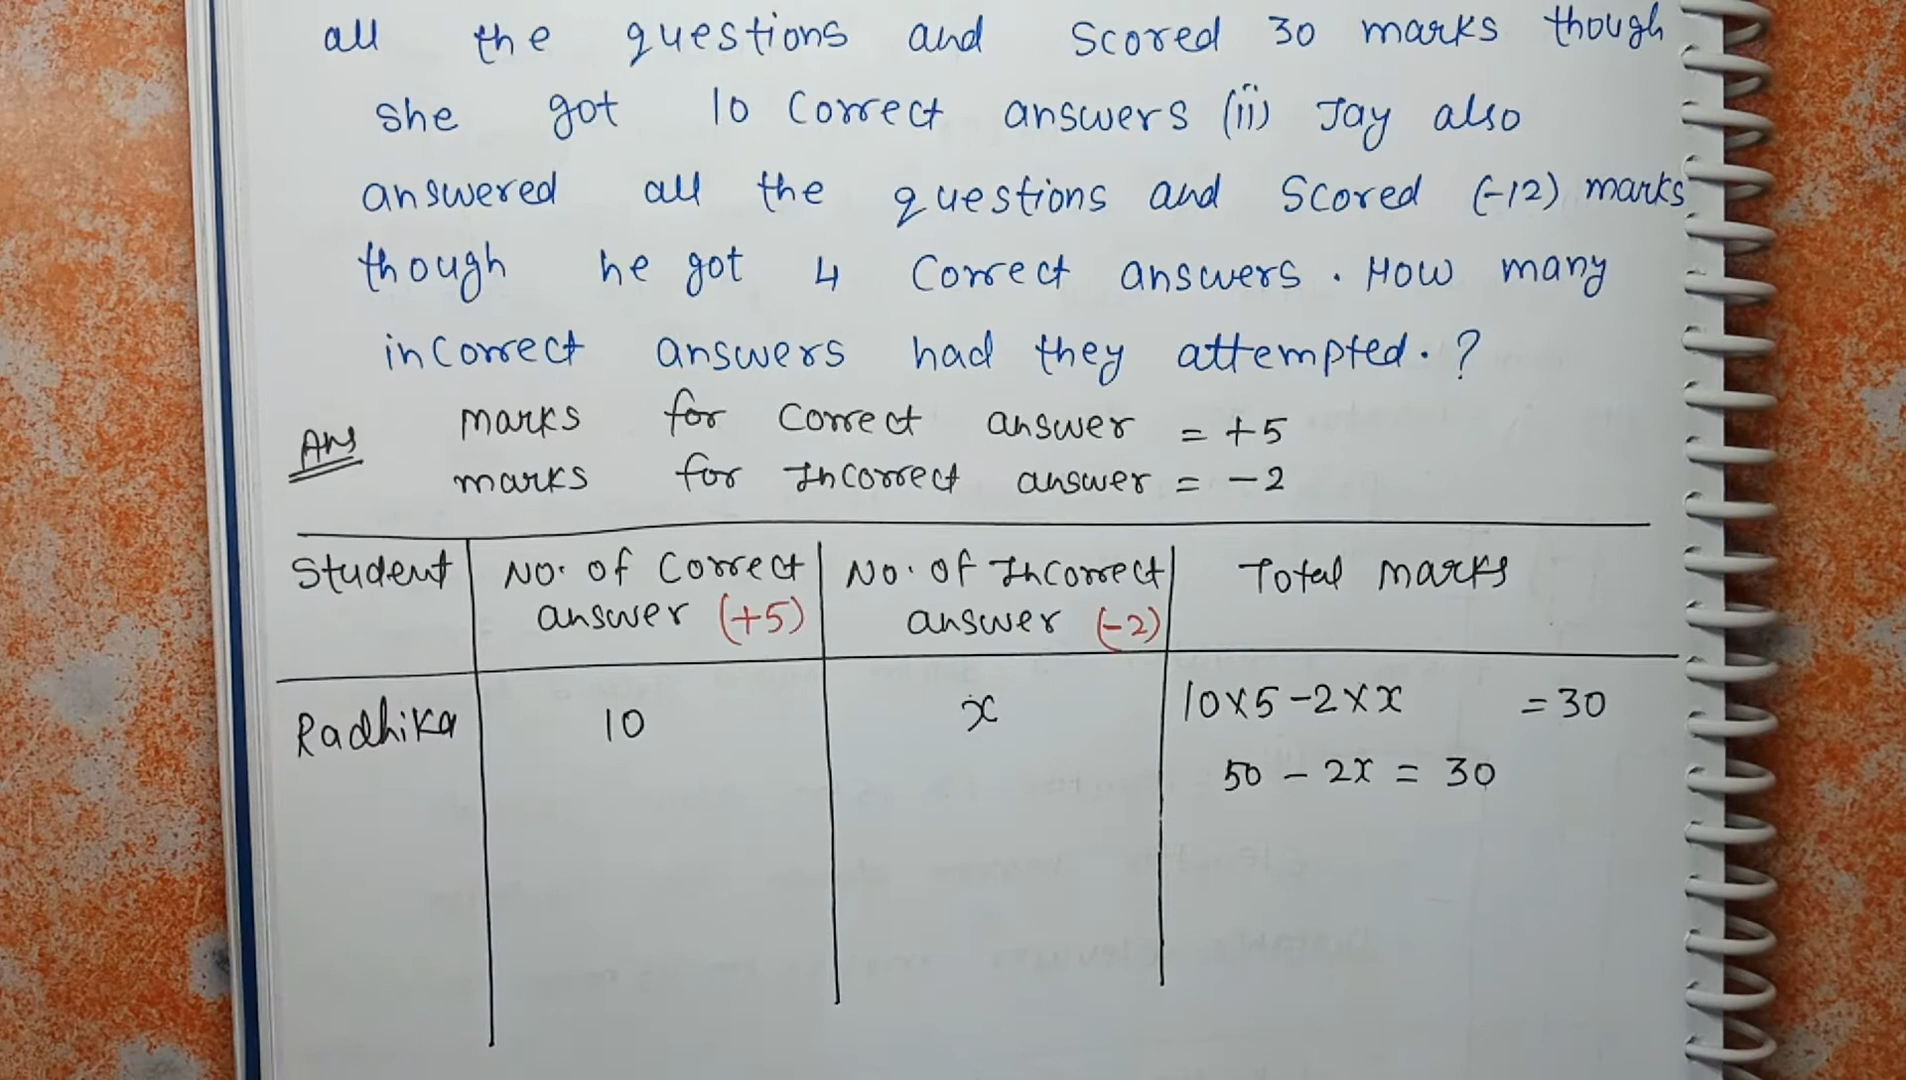 all the questions and scored 30 marks though
she got 10 correct answers (ii) Jay also
answered all the questions and scored (-12) marks
though he got 4 correct answers. How many
incorrect answers had they attempted.?
Ans marks for correct answer = +5
marks for Incorrect answer = -2
Student No. of correct answer (+5) No. of Incorrect answer (-2) Total marks
Radhika 10 x 10×5-2×x =30
50 - 2x = 30